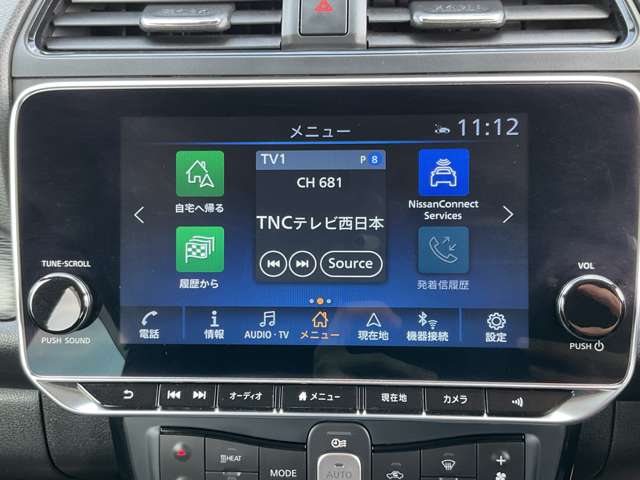 メニュー
11:12
自宅へ帰る
TV1 P 8
CH 681
TNCテレビ西日本
Source
NissanConnect
Services
履歴から
発着信履歴
TUNE·SCROLL
PUSH SOUND
VOL
PUSH
電話
情報
AUDIO·TV
メニュー
現在地
機器接続
設定
オーディオ
メニュー
現在地
カメラ
HEAT
MODE
AUTO